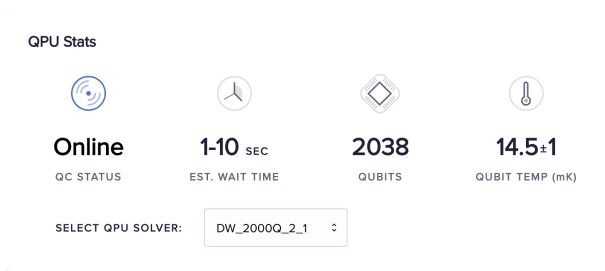 QPU Stats
Online
1-10 SEC
2038
14.5±1
QC STATUS
EST. WAIT TIME
QUBITS
QUBIT TEMP (mK)
SELECT QPU SOLVER:
DW_2000Q_2_1